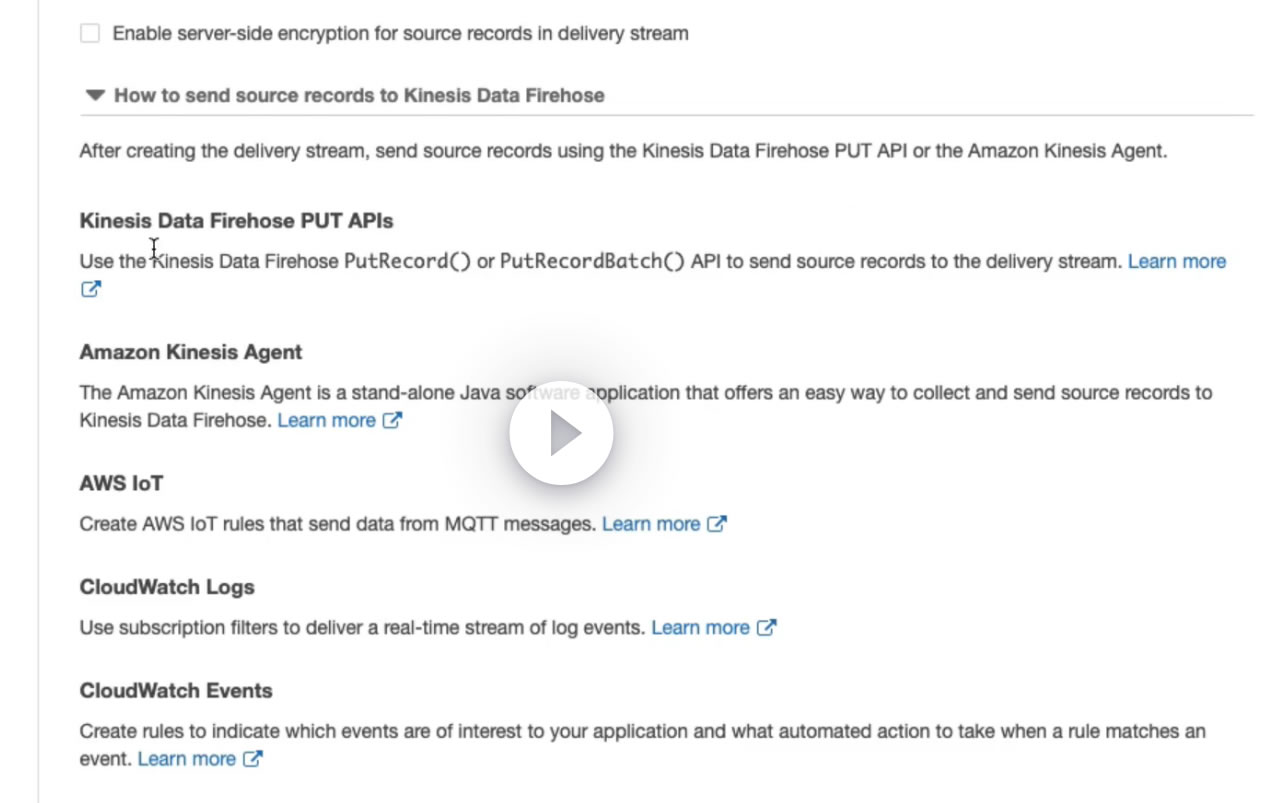 Enable server-side encryption for source records in delivery stream
How to send source records to Kinesis Data Firehose
After creating the delivery stream, send source records using the Kinesis Data Firehose PUT API or the Amazon Kinesis Agent.
Kinesis Data Firehose PUT APIs
Use the Kinesis Data Firehose PutRecord() or PutRecordBatch() API to send source records to the delivery stream. Learn more
Amazon Kinesis Agent
The Amazon Kinesis Agent is a stand-alone Java software application that offers an easy way to collect and send source records to
Kinesis Data Firehose. Learn more
AWS IoT
Create AWS IoT rules that send data from MQTT messages. Learn more
CloudWatch Logs
Use subscription filters to deliver a real-time stream of log events. Learn more
CloudWatch Events
Create rules to indicate which events are of interest to your application and what automated action to take when a rule matches an
event. Learn more